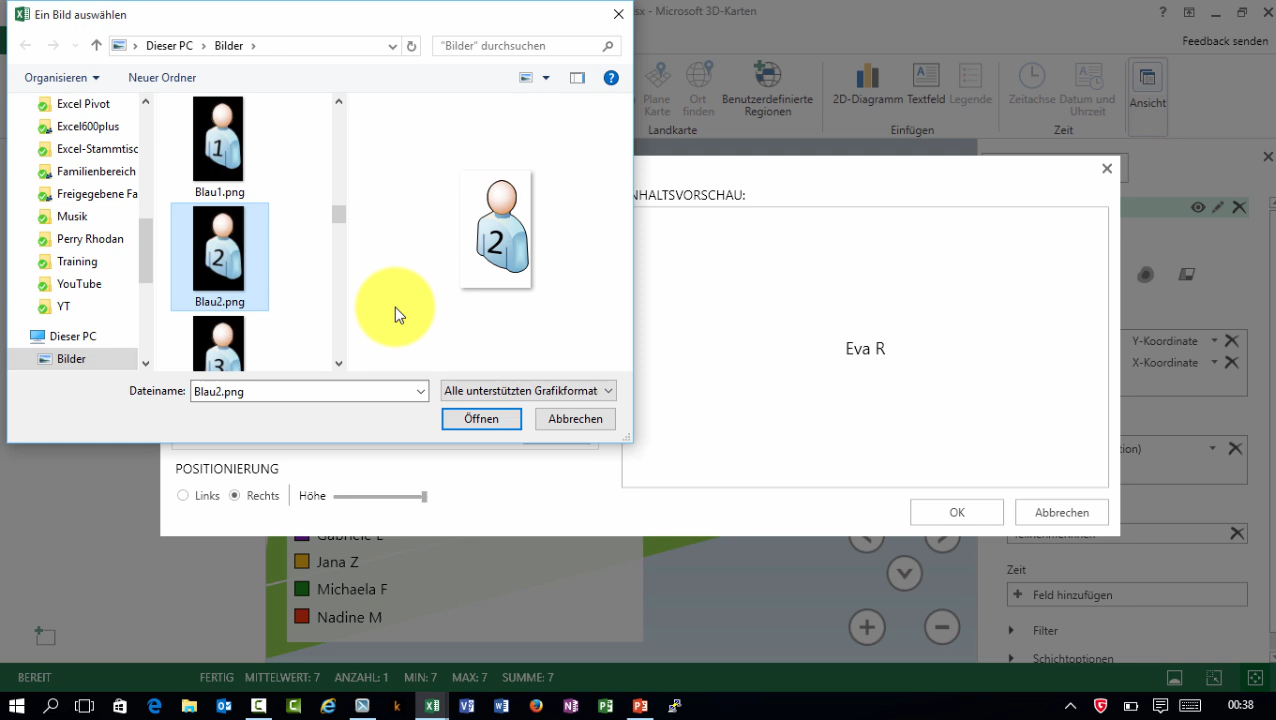 Ein Bild auswählen
sx - Microsoft 3D-Karten
Feedback senden
Dieser PC
Bilder
"Bilder" durchsuchen
Organisieren
Neuer Ordner
Excel Pivot
Excel600plus
Excel-Stammtisc
Familienbereich
Freigegebene Fa
Musik
Perry Rhodan
Training
YouTube
YT
Dieser PC
Bilder
1
Blau1.png
2
Blau2.png
3
2
Dateiname:
Blau2.png
Alle unterstützten Grafikformat
Öffnen
Abbrechen
Plane Karte
Ort finden
Benutzerdefinierte Regionen
Landkarte
2D-Diagramm
Textfeld
Legende
Einfügen
Zeitachse
Datum und Uhrzeit
Zeit
Ansicht
NHALTSVORSCHAU:
Eva R
POSITIONIERUNG
Links
Rechts
Höhe
OK
Abbrechen
Y-Koordinate
X-Koordinate
tion)
Zeit
Feld hinzufügen
Filter
Schichtoptionen
Jana Z
Michaela F
Nadine M
BEREIT
FERTIG
MITTELWERT: 7
ANZAHL: 1
MIN: 7
MAX: 7
SUMME: 7
00:38